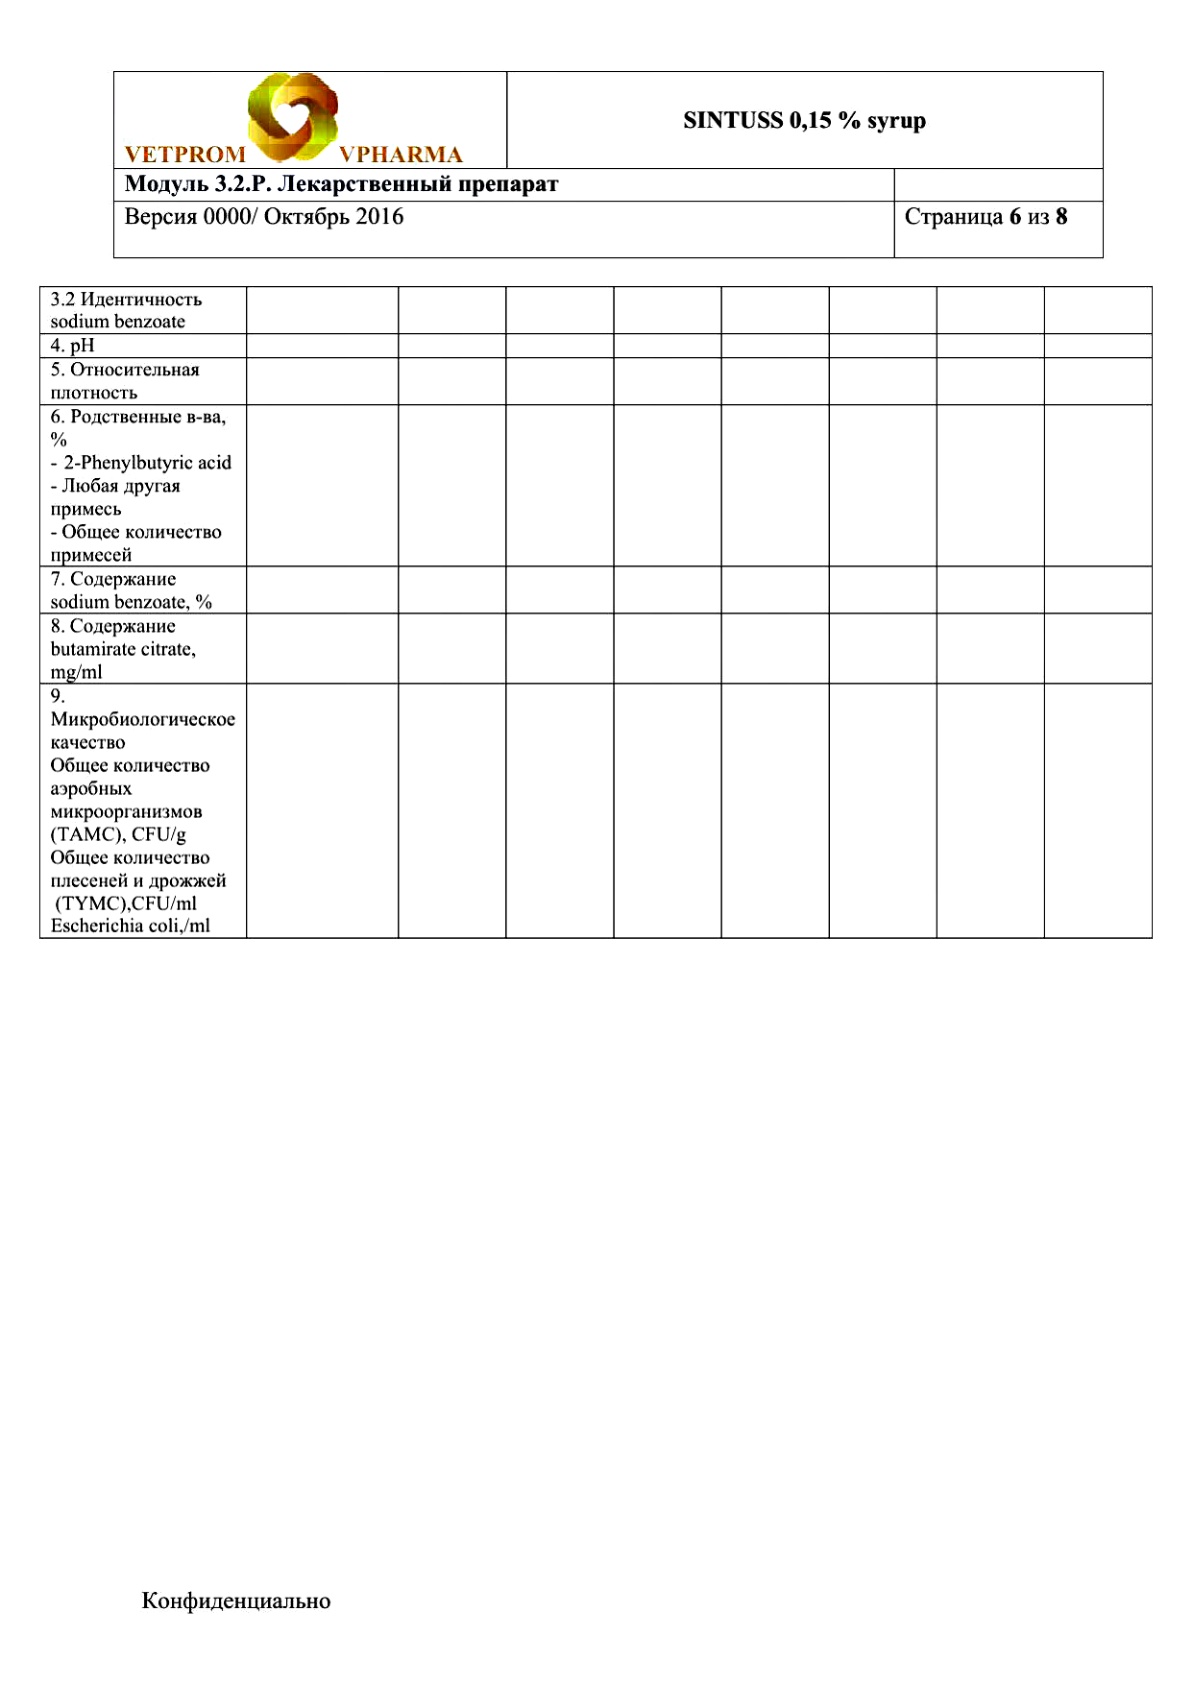 VETPROM VPHARMA
SINTUSS 0,15 % syrup
Модуль 3.2.Р. Лекарственный препарат
Версия 0000/ Октябрь 2016
Страница 6 из 8
3.2 Идентичность
sodium benzoate
4. pH
5. Относительная
плотность
6. Родственные в-ва,
%
- 2-Phenylbutyric acid
- Любая другая
примесь
- Общее количество
примесей
7. Содержание
sodium benzoate, %
8. Содержание
butamirate citrate,
mg/ml
9.
Микробиологическое
качество
Общее количество
аэробных
микроорганизмов
(TAMC), CFU/g
Общее количество
плесеней и дрожжей
(TYMC),CFU/ml
Escherichia coli,/ml
Конфиденциально